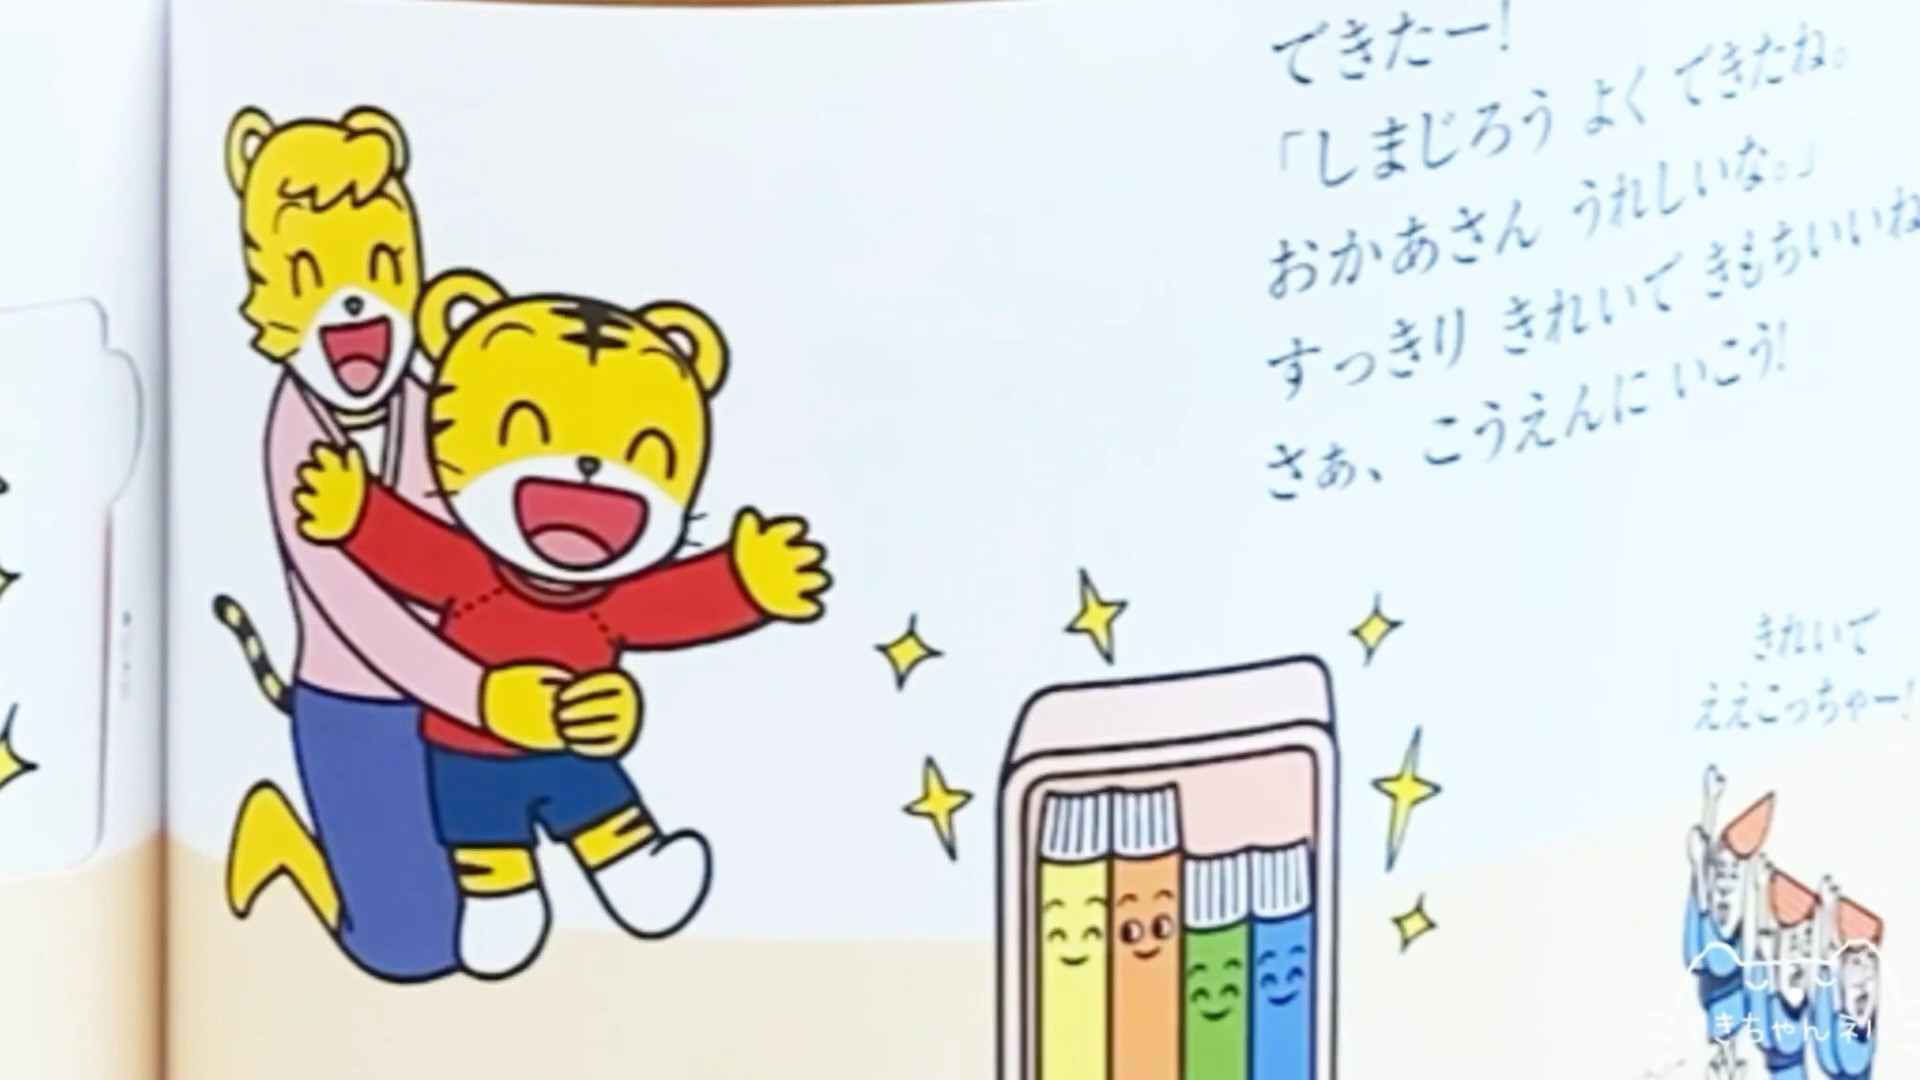 できたー!
「しまじろう よく できたね。
おかあさん うれしいな。」
すっきり きれいで きもちいいね
さぁ、こうえんに いこう!
きれいで
ええこっちゃー!
きちゃんネル